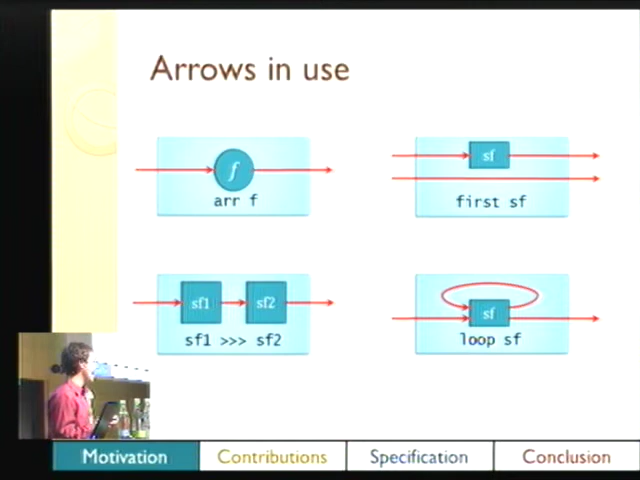 Arrows in use
f
arr f
sf
first sf
sf1
sf2
sf1 >>> sf2
sf
loop sf
Motivation
Contributions
Specification
Conclusion